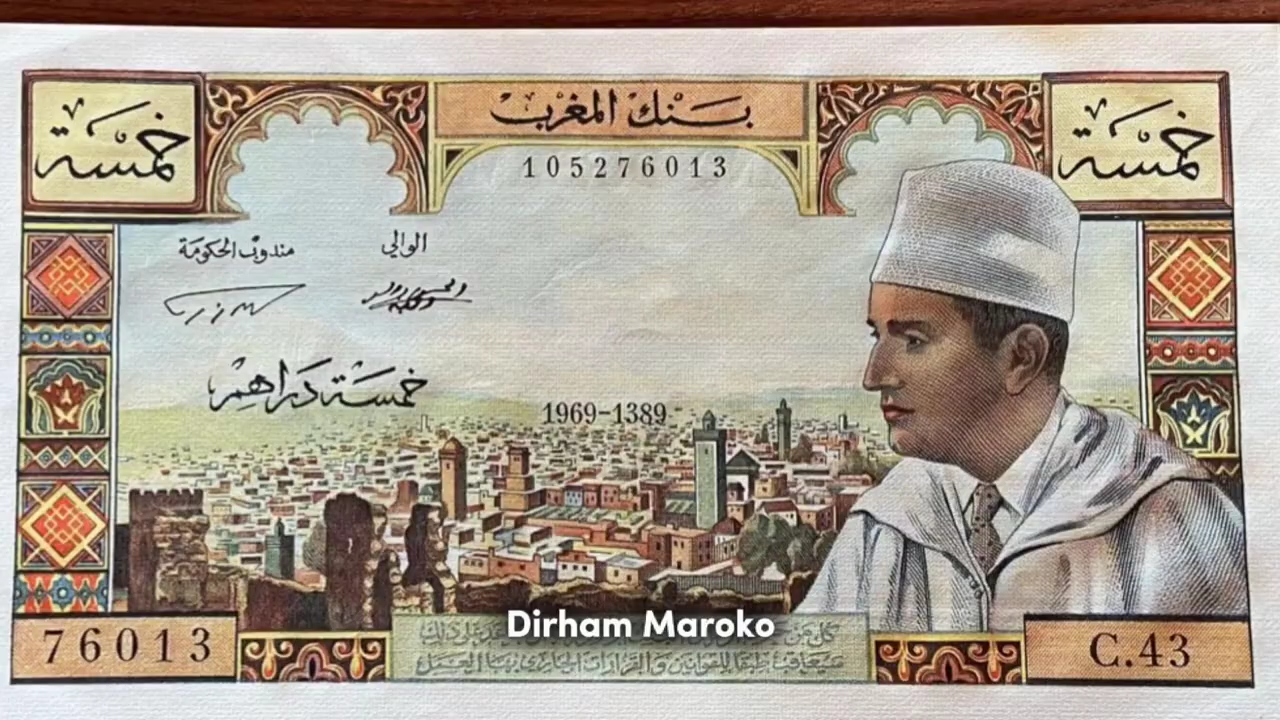 بنك المغرب
خمسة
خمسة
105276013
الوالي
مندوب الحكومة
خمسة دراهم
1969-1389
Dirham Maroko
76013
C.43